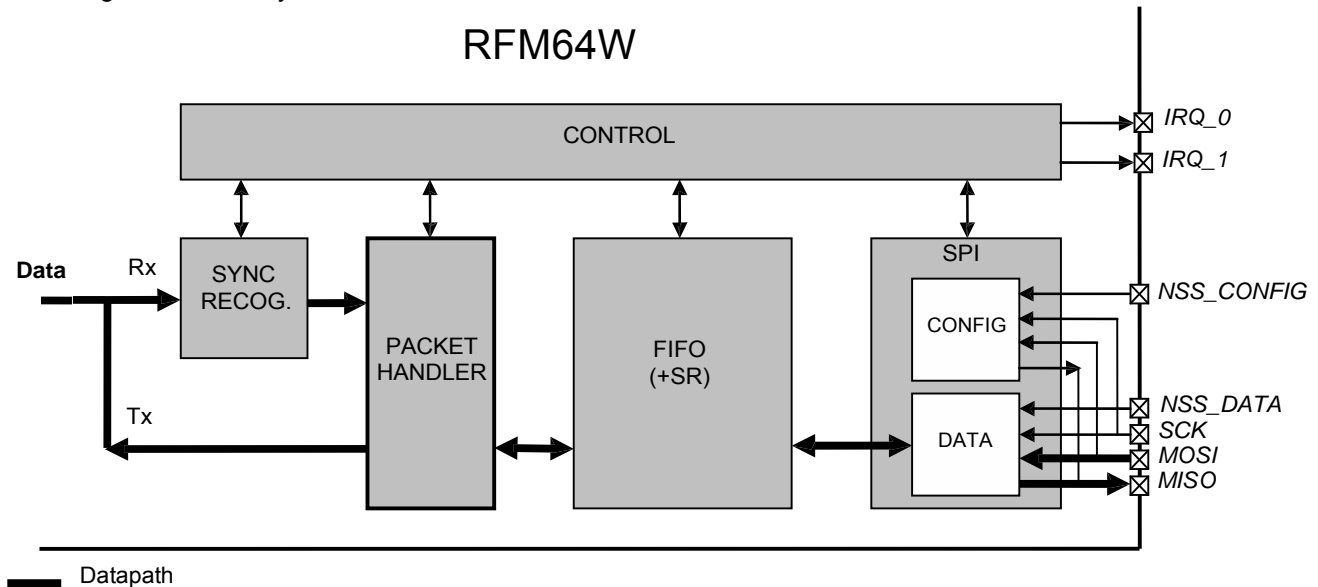 RFM64W
CONTROL
IRQ_0
IRQ_1
Data
Rx
SYNC
RECOG.
Tx
PACKET
HANDLER
FIFO
(+SR)
SPI
CONFIG
DATA
NSS_CONFIG
NSS_DATA
SCK
MOSI
MISO
Datapath